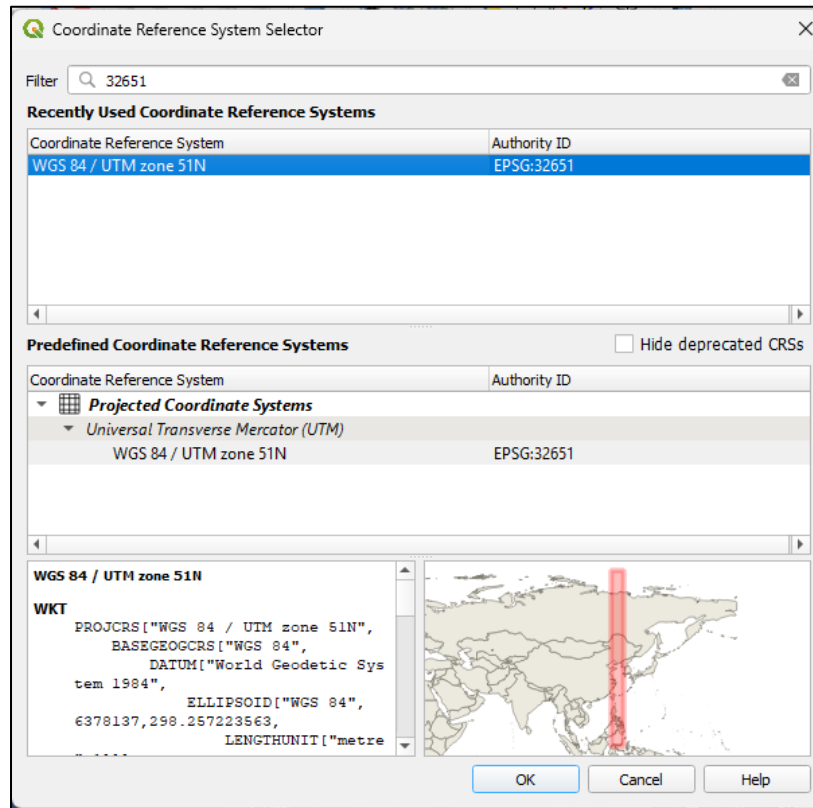 Coordinate Reference System Selector
Filter 32651
Recently Used Coordinate Reference Systems
Coordinate Reference System Authority ID
WGS 84 / UTM zone 51N EPSG:32651
Predefined Coordinate Reference Systems Hide deprecated CRSs
Coordinate Reference System Authority ID
Projected Coordinate Systems
Universal Transverse Mercator (UTM)
WGS 84 / UTM zone 51N EPSG:32651
WGS 84 / UTM zone 51N
WKT
PROJCRS["WGS 84 / UTM zone 51N",
BASEGEOGCRS["WGS 84",
DATUM["World Geodetic Sys
tem 1984",
ELLIPSOID["WGS 84",
6378137,298.257223563,
LENGTHUNIT["metre
OK Cancel Help